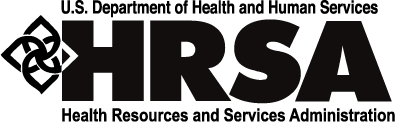 U.S. Department of Health and Human Services
HRSA
Health Resources and Services Administration